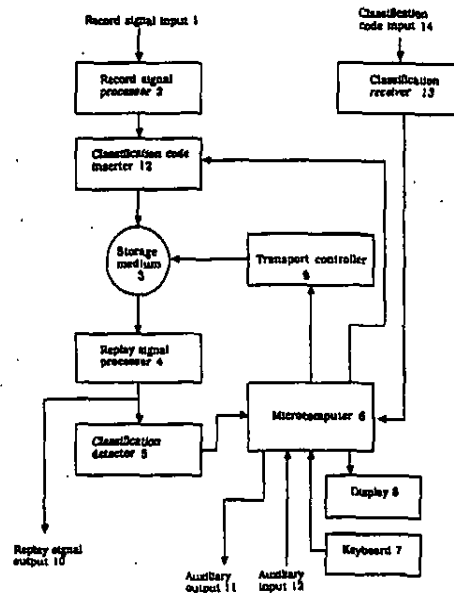 Record signal input 1
Classification
code input 14
Record signal
processor 2
Classification
receiver 13
Classification code
inserter 12
Storage
medium
3
Transport controller
Replay signal
processor 4
Microcomputer 6
Classification
detector 5
Display 8
Keyboard 7
Replay signal
output 10
Auxiliary
output 11
Auxiliary
input 12